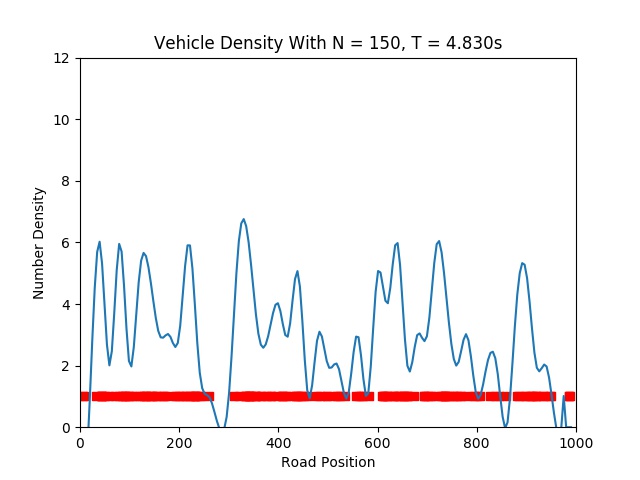 Vehicle Density With N = 150, T = 4.830s
12
10
8
6
4
2
0
Number Density
0 200 400 600 800 1000
Road Position